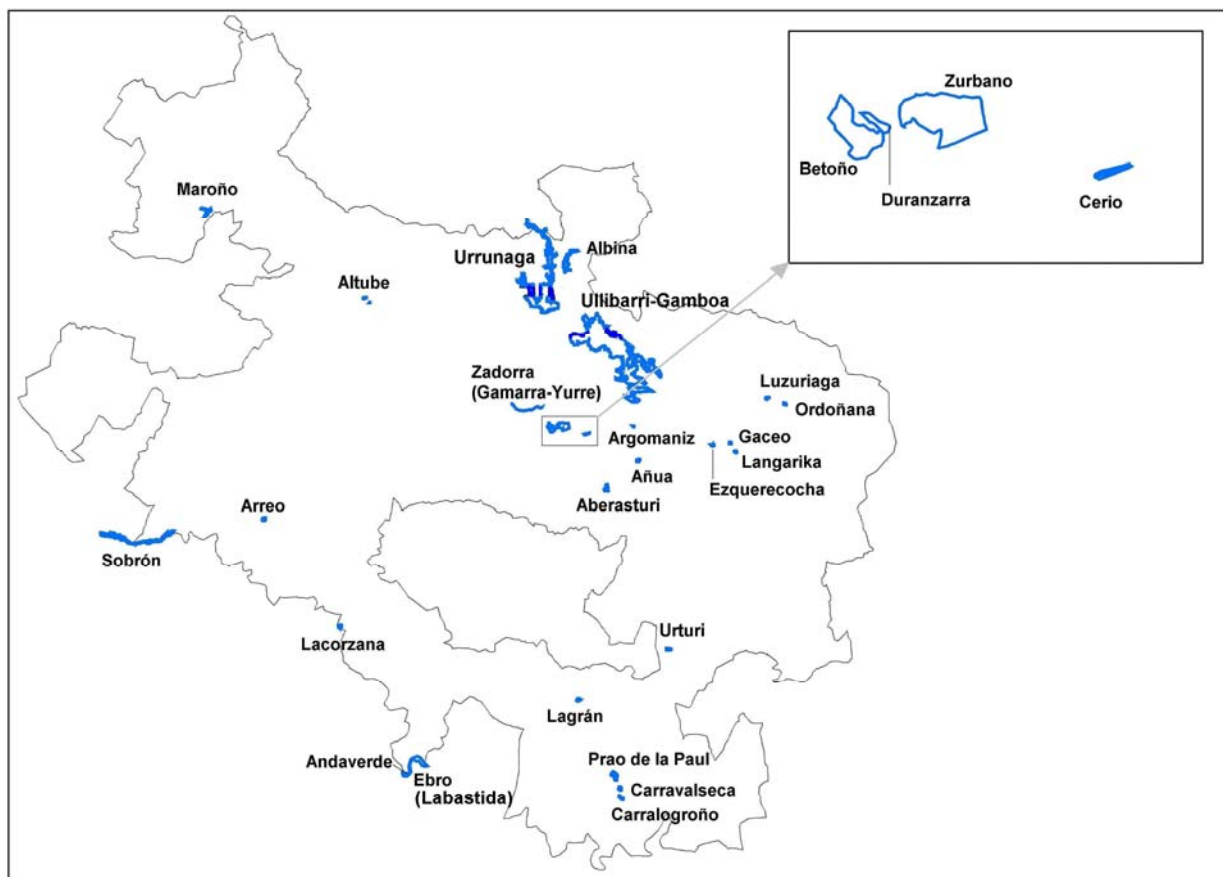 Zurbano
Betoño
Duranzarra
Cerio
Maroño
Urrunaga
Albina
Altube
Ullibarri-Gamboa
Zadorra
(Gamarra-Yurre)
Luzuriaga
Ordoñana
Argomaniz
Gaceo
Langarika
Añua
Ezquerecocha
Aberasturi
Arreo
Sobrón
Lacorzana
Urturi
Lagrán
Andaverde
Ebro
(Labastida)
Prao de la Paul
Carravalseca
Carralogroño